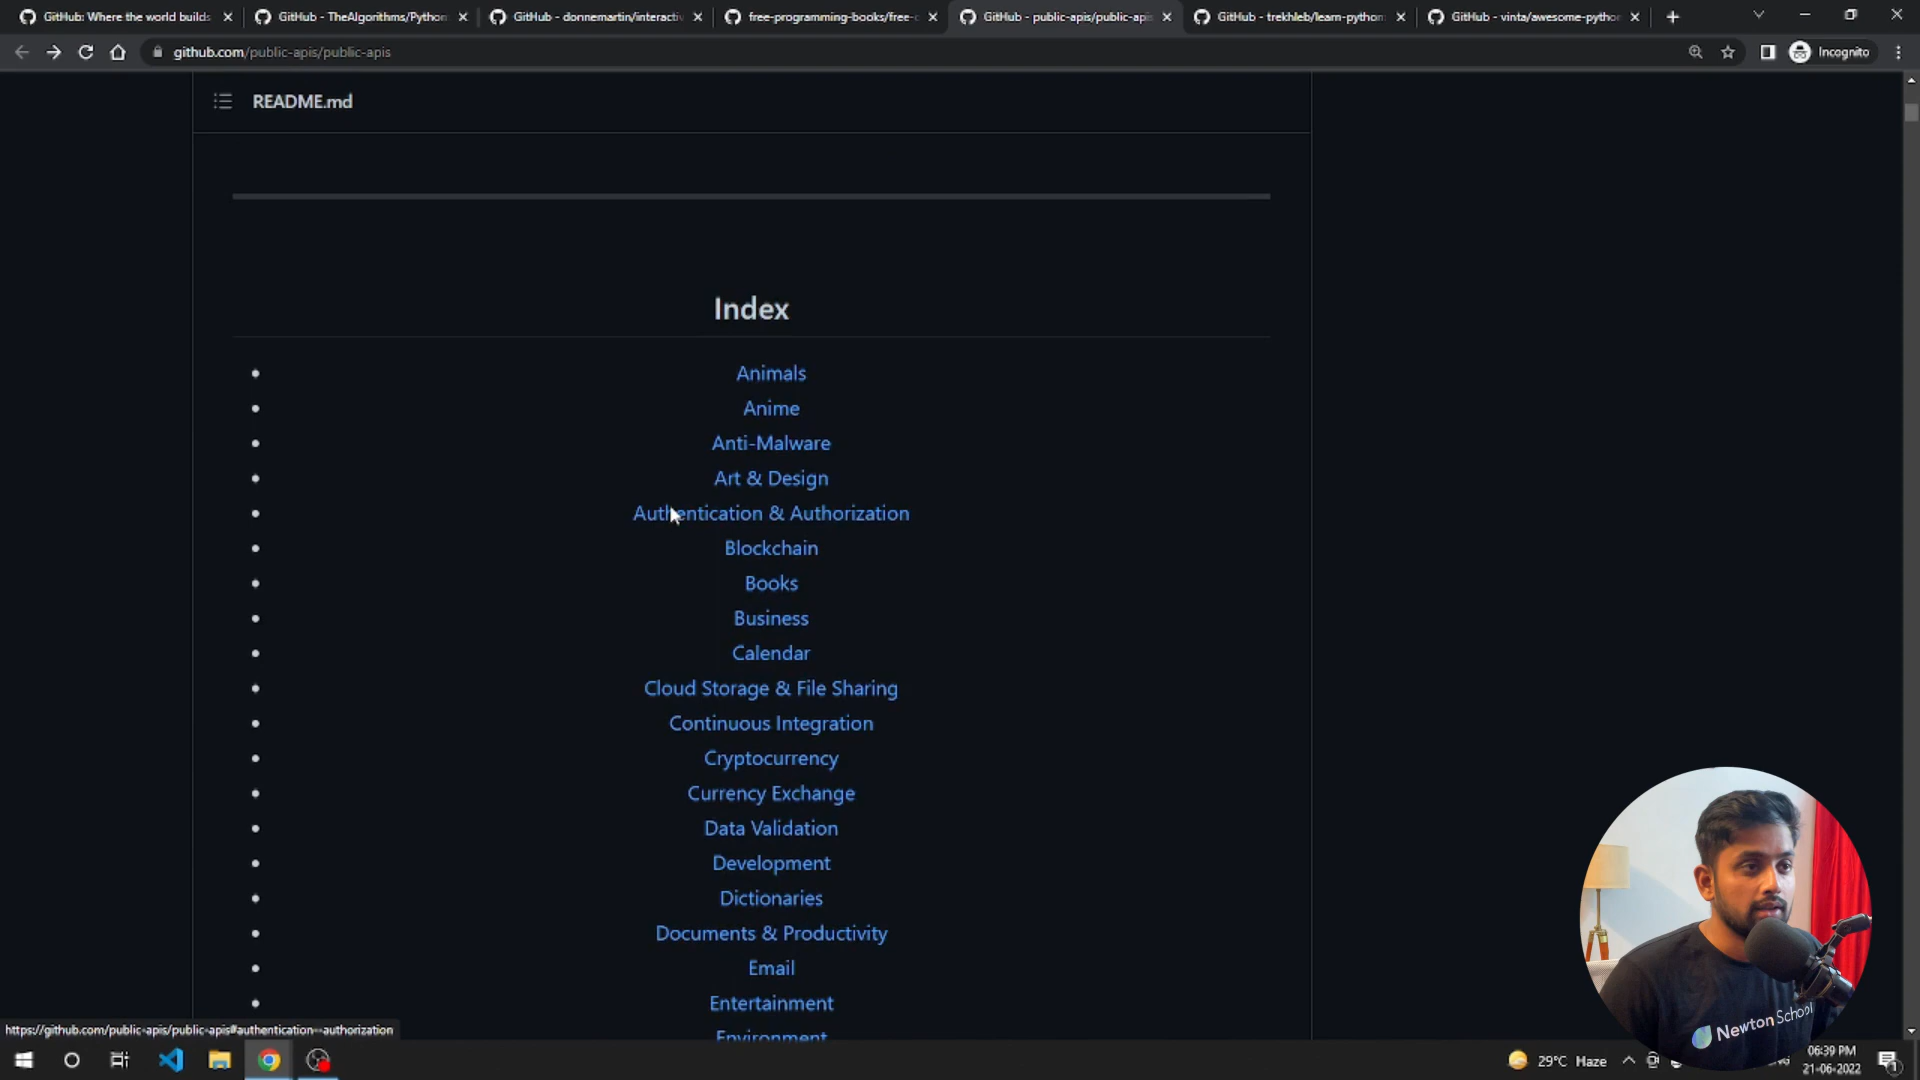 GitHub: Where the world builds
GitHub - TheAlgorithms/Python
GitHub - donnemartin/interactiv
free-programming-books/free-c
GitHub - public-apis/public-apis
GitHub - trekhleb/learn-python
GitHub - vinta/awesome-pytho
github.com/public-apis/public-apis
Incognito
README.md
Index
Animals
Anime
Anti-Malware
Art & Design
Authentication & Authorization
Blockchain
Books
Business
Calendar
Cloud Storage & File Sharing
Continuous Integration
Cryptocurrency
Currency Exchange
Data Validation
Development
Dictionaries
Documents & Productivity
Email
Entertainment
Environment
https://github.com/public-apis/public-apis#authentication--authorization
Newton School
29°C Haze
06:39 PM
21-06-2022
1